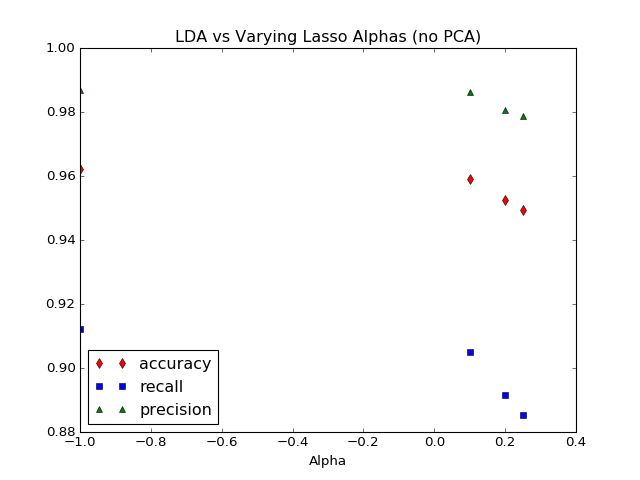 LDA vs Varying Lasso Alphas (no PCA)
1.00
0.98
0.96
0.94
0.92
0.90
0.88
accuracy
recall
precision
−1.0 −0.8 −0.6 −0.4 −0.2 0.0 0.2 0.4
Alpha